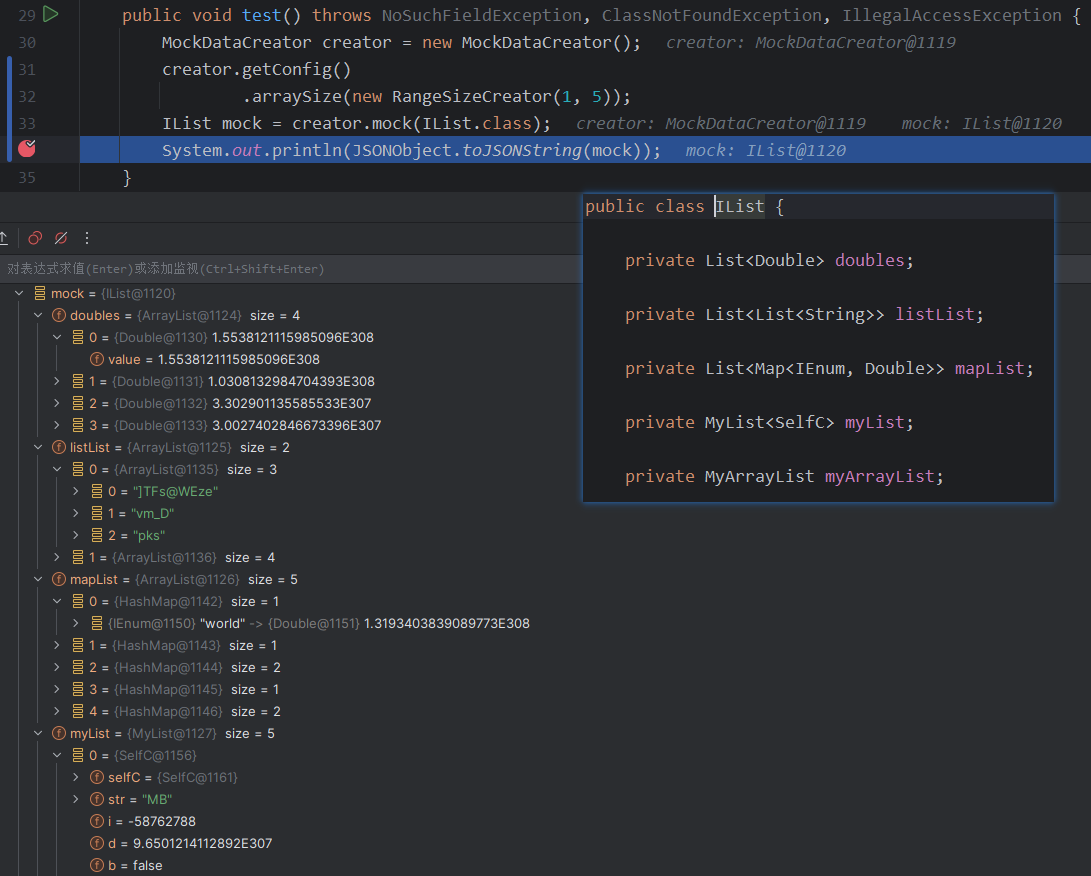 29 public void test() throws NoSuchFieldException, ClassNotFoundException, IllegalAccessException {
30 MockDataCreator creator = new MockDataCreator(); creator: MockDataCreator@1119
31 creator.getConfig()
32 .arraySize(new RangeSizeCreator(1, 5));
33 IList mock = creator.mock(IList.class); creator: MockDataCreator@1119 mock: IList@1120
System.out.println(JSONObject.toJSONString(mock)); mock: IList@1120
35 }
public class IList {
private List<Double> doubles;
private List<List<String>> listList;
private List<Map<IEnum, Double>> mapList;
private MyList<SelfC> myList;
private MyArrayList myArrayList;
对表达式求值(Enter)或添加监视(Ctrl+Shift+Enter)
mock = {IList@1120}
doubles = {ArrayList@1124} size = 4
0 = {Double@1130} 1.5538121115985096E308
value = 1.5538121115985096E308
1 = {Double@1131} 1.0308132984704393E308
2 = {Double@1132} 3.302901135585533E307
3 = {Double@1133} 3.0027402846673396E307
listList = {ArrayList@1125} size = 2
0 = {ArrayList@1135} size = 3
0 = "]TFs@WEze"
1 = "vm_D"
2 = "pks"
1 = {ArrayList@1136} size = 4
mapList = {ArrayList@1126} size = 5
0 = {HashMap@1142} size = 1
{IEnum@1150} "world" -> {Double@1151} 1.3193403839089773E308
1 = {HashMap@1143} size = 1
2 = {HashMap@1144} size = 2
3 = {HashMap@1145} size = 1
4 = {HashMap@1146} size = 2
myList = {MyList@1127} size = 5
0 = {SelfC@1156}
selfC = {SelfC@1161}
str = "MB"
i = -58762788
d = 9.6501214112892E307
b = false